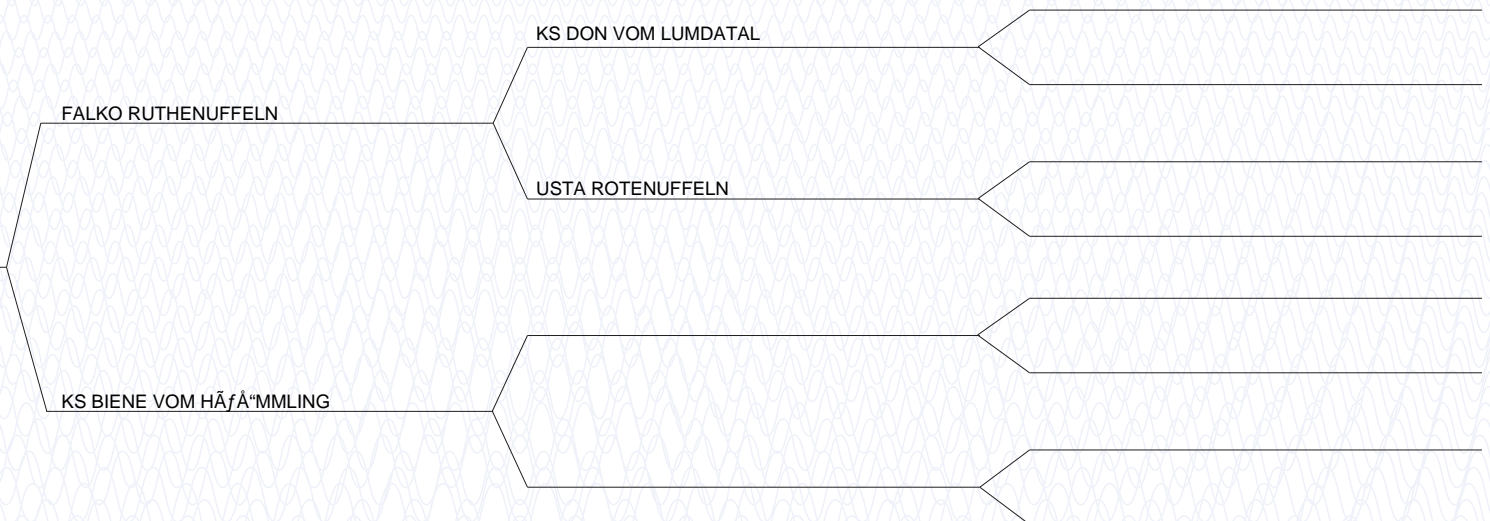 KS DON VOM LUMDATAL
FALKO RUTHENUFFELN
USTA ROTENUFFELN
KS BIENE VOM HÃƒÅ“MMLING